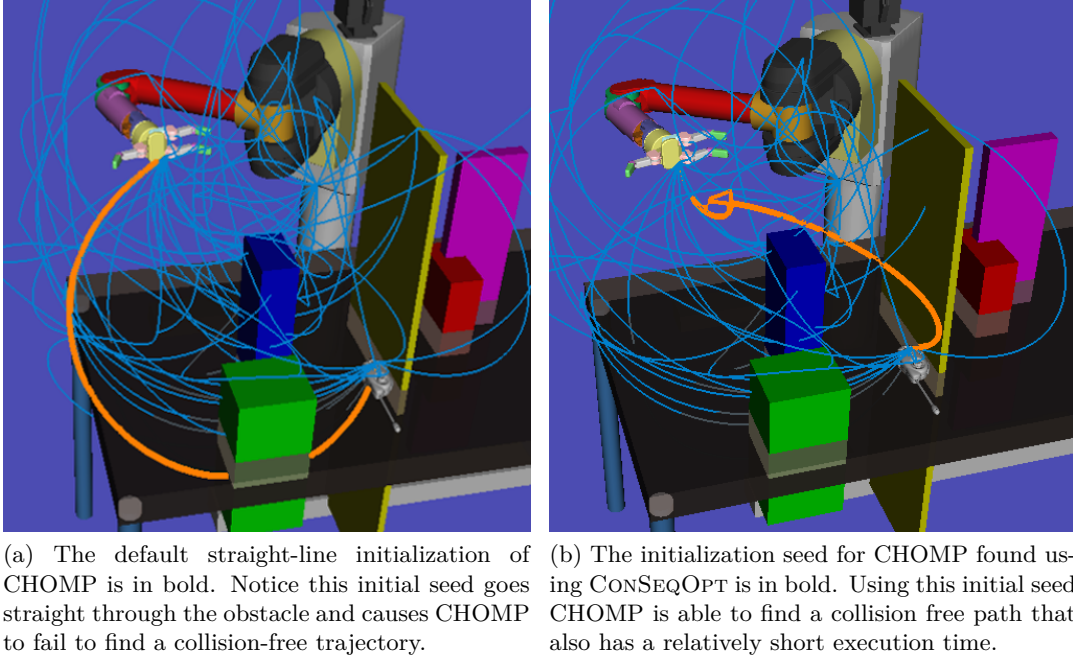 (a) The default straight-line initialization of
CHOMP is in bold. Notice this initial seed goes
straight through the obstacle and causes CHOMP
to fail to find a collision-free trajectory.
(b) The initialization seed for CHOMP found us-
ing CONSEQOPT is in bold. Using this initial seed
CHOMP is able to find a collision free path that
also has a relatively short execution time.